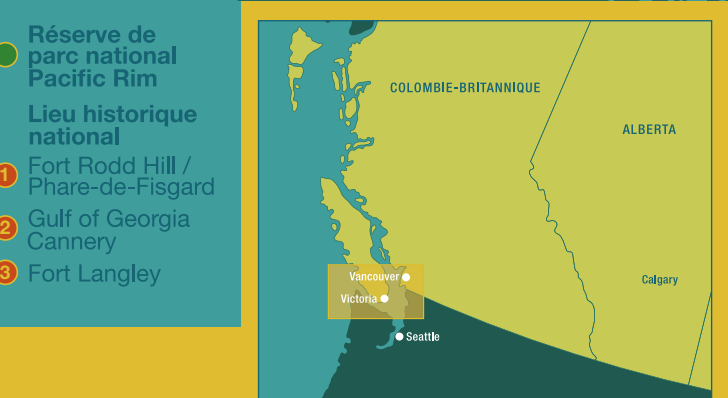 Réserve de
parc national
Pacific Rim
Lieu historique
national
1 Fort Rodd Hill /
Phare-de-Fisgard
2 Gulf of Georgia
Cannery
3 Fort Langley
COLOMBIE-BRITANNIQUE
ALBERTA
Calgary
Vancouver
Victoria
Seattle